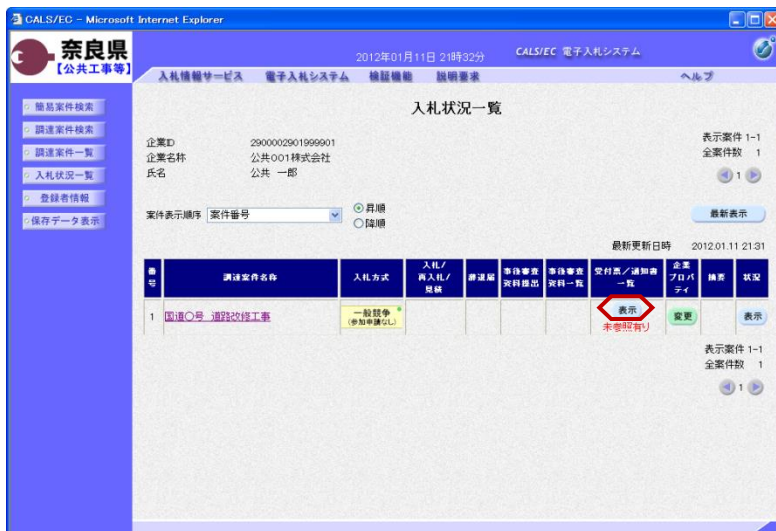 CALS/EC - Microsoft Internet Explorer
奈良県
【公共工事等】
2012年01月11日 21時32分
CALS/EC 電子入札システム
入札情報サービス 電子入札システム 検証機能 説明要求 ヘルプ
簡易案件検索
調達案件検索
調達案件一覧
入札状況一覧
登録者情報
保存データ表示
入札状況一覧
企業ID 2900002901999901
企業名称 公共001株式会社
氏名 公共 一郎
表示案件 1-1
全案件数 1
1
案件表示順序 案件番号
昇順
降順
最新表示
最新更新日時 2012.01.11 21:31
番号 調達案件名称 入札方式 入札/再入札/見積 辞退届 事後審査資料提出 事後審査資料一覧 受付票/通知書一覧 企業プロパティ 摘要 状況
1 国道〇号 道路改修工事 一般競争 (参加申請なし) 表示 変更 表示
未参照有り
表示案件 1-1
全案件数 1
1